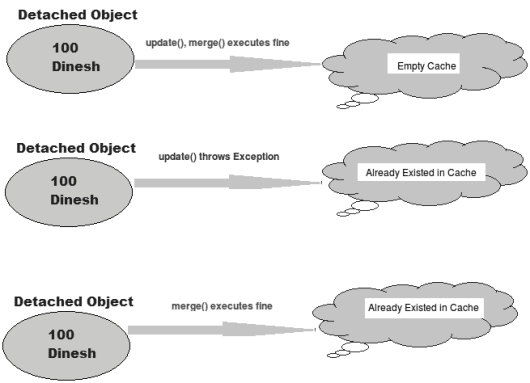 Detached Object
100
Dinesh
update(), merge() executes fine
Empty Cache
Detached Object
100
Dinesh
update() throws Exception
Already Existed in Cache
Detached Object
100
Dinesh
merge() executes fine
Already Existed in Cache